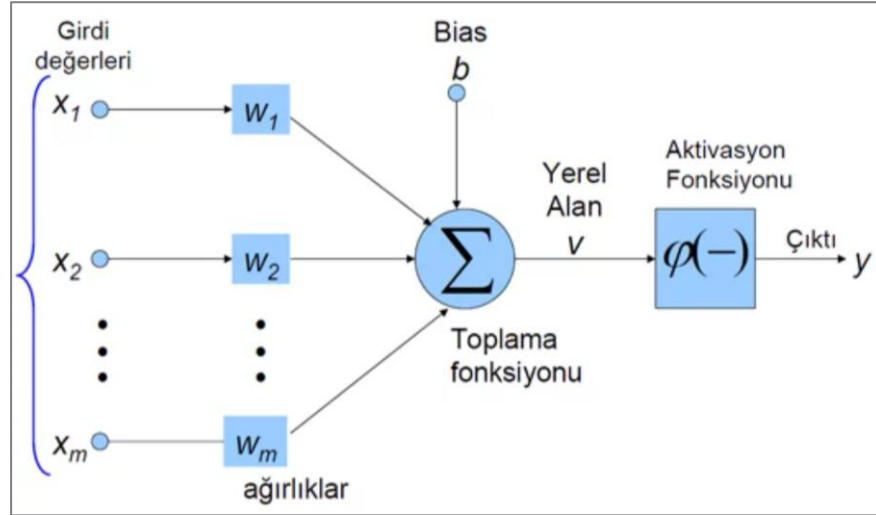 Girdi
değerleri
Bias
b
x1
w1
Aktivasyon
Fonksiyonu
Yerel
Alan
v
x2
w2
∑
φ(−)
Çıktı
y
Toplama
fonksiyonu
xm
wm
ağırlıklar